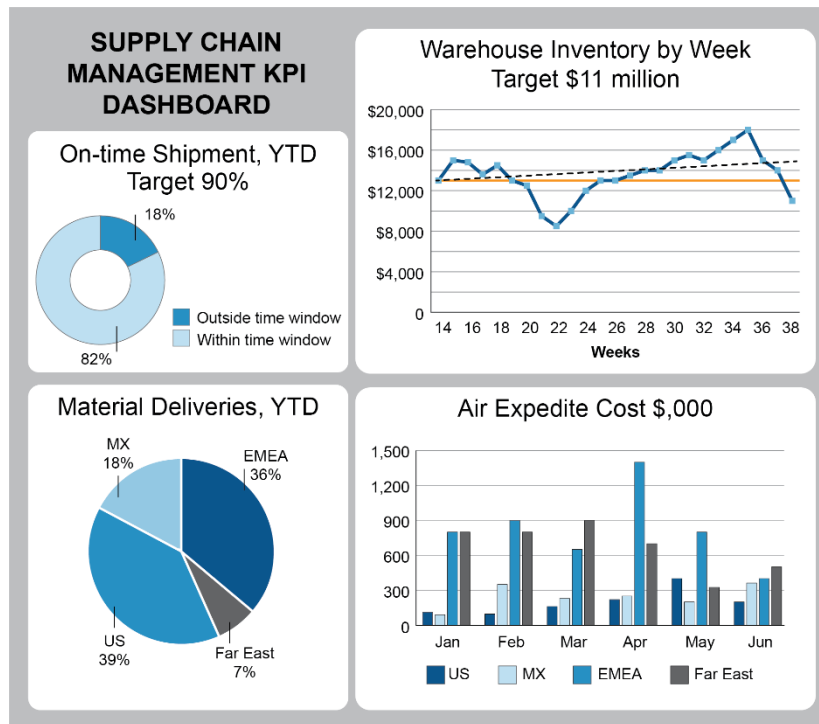 SUPPLY CHAIN
MANAGEMENT KPI
DASHBOARD
On-time Shipment, YTD
Target 90%
18%
Outside time window
Within time window
82%
Warehouse Inventory by Week
Target $11 million
$20,000
$16,000
$12,000
$8,000
$4,000
0
14 16 18 20 22 24 26 28 30 32 34 36 38
Weeks
Material Deliveries, YTD
MX
18%
EMEA
36%
US
39%
Far East
7%
Air Expedite Cost $,000
1,500
1,200
900
600
300
0
Jan Feb Mar Apr May Jun
US MX EMEA Far East